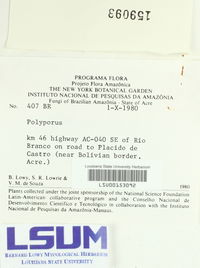 159093
PROGRAMA FLORA
Projeto Flora Amazônica
THE NEW YORK BOTANICAL GARDEN
INSTITUTO NACIONAL DE PESQUISAS DA AMAZÔNIA
Fungi of Brazilian Amazonia - State of Acre
No. 407 BR 1-X-1980
Polyporus
km 46 highway AC-040 SE of Rio
Branco on road to Placido de
Castro (near Bolivian border,
Acre.)
Louisiana State University Herbarium
B. Lowy, S. R. Lowrie &
V. M. de Souza
1980
Plants collected under the joint sponsorship of the National Science Foundation
Latin-American collaborative program and the Conselho Nacional de
Desenvolvimento Científico e Tecnológico in collaboration with the Instituto
Nacional de Pesquisas da Amazônia-Manaus.
LSUM
BERNARD LOWY MYCOLOGICAL HERBARIUM
LOUISIANA STATE UNIVERSITY